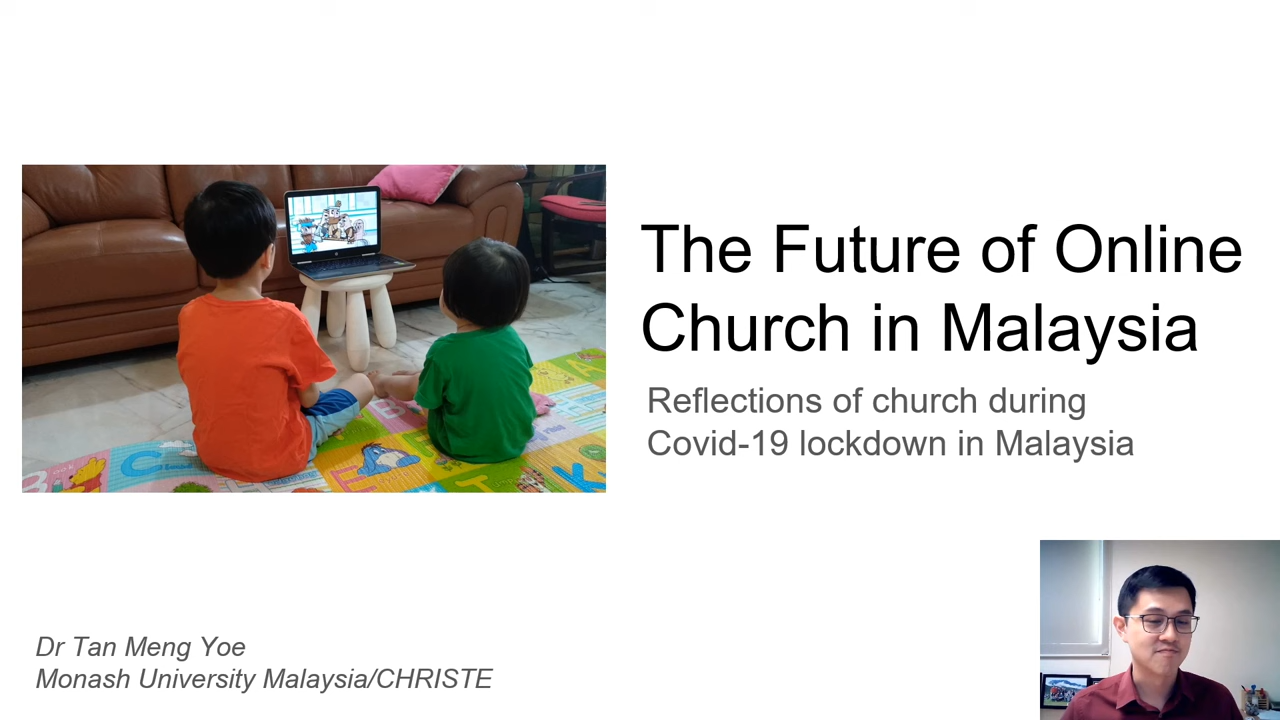 The Future of Online
Church in Malaysia
Reflections of church during
Covid-19 lockdown in Malaysia
Dr Tan Meng Yoe
Monash University Malaysia/CHRISTE